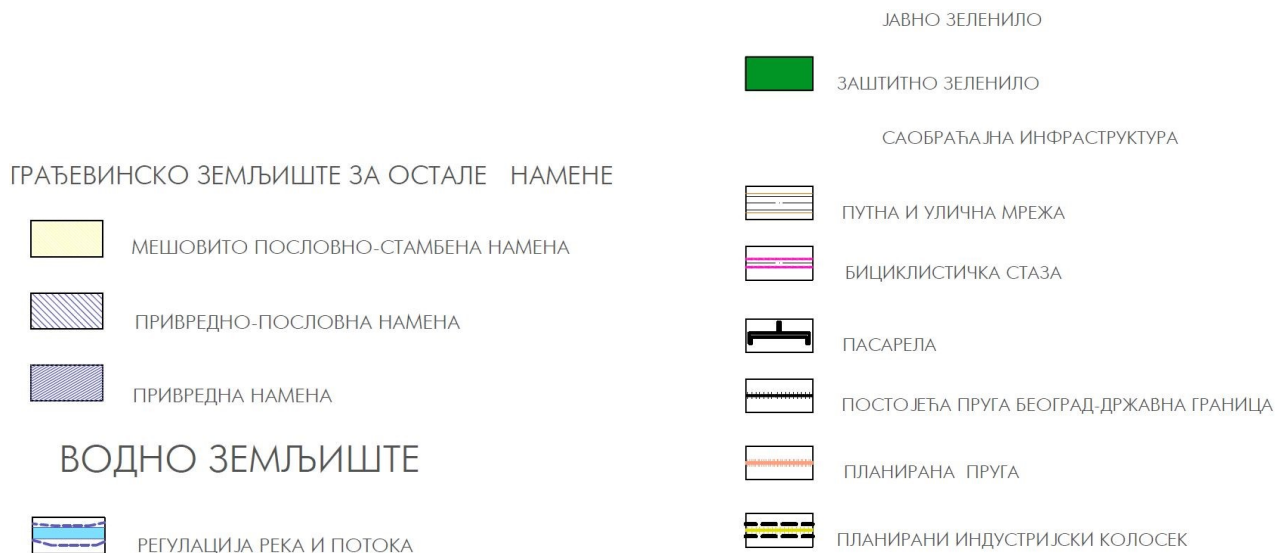 ГРАЂЕВИНСКО ЗЕМЉИШТЕ ЗА ОСТАЛЕ НАМЕНЕ
МЕШОВИТО ПОСЛОВНО-СТАМБЕНА НАМЕНА
ПРИВРЕДНО-ПОСЛОВНА НАМЕНА
ПРИВРЕДНА НАМЕНА
ВОДНО ЗЕМЉИШТЕ
РЕГУЛАЦИЈА РЕКА И ПОТОКА
ЈАВНО ЗЕЛЕНИЛО
ЗАШТИТНО ЗЕЛЕНИЛО
САОБРАЋАЈНА ИНФРАСТРУКТУРА
ПУТНА И УЛИЧНА МРЕЖА
БИЦИКЛИСТИЧКА СТАЗА
ПАСАРЕЛА
ПОСТОЈЕЋА ПРУГА БЕОГРАД-ДРЖАВНА ГРАНИЦА
ПЛАНИРАНА ПРУГА
ПЛАНИРАНИ ИНДУСТРИЈСКИ КОЛОСЕК